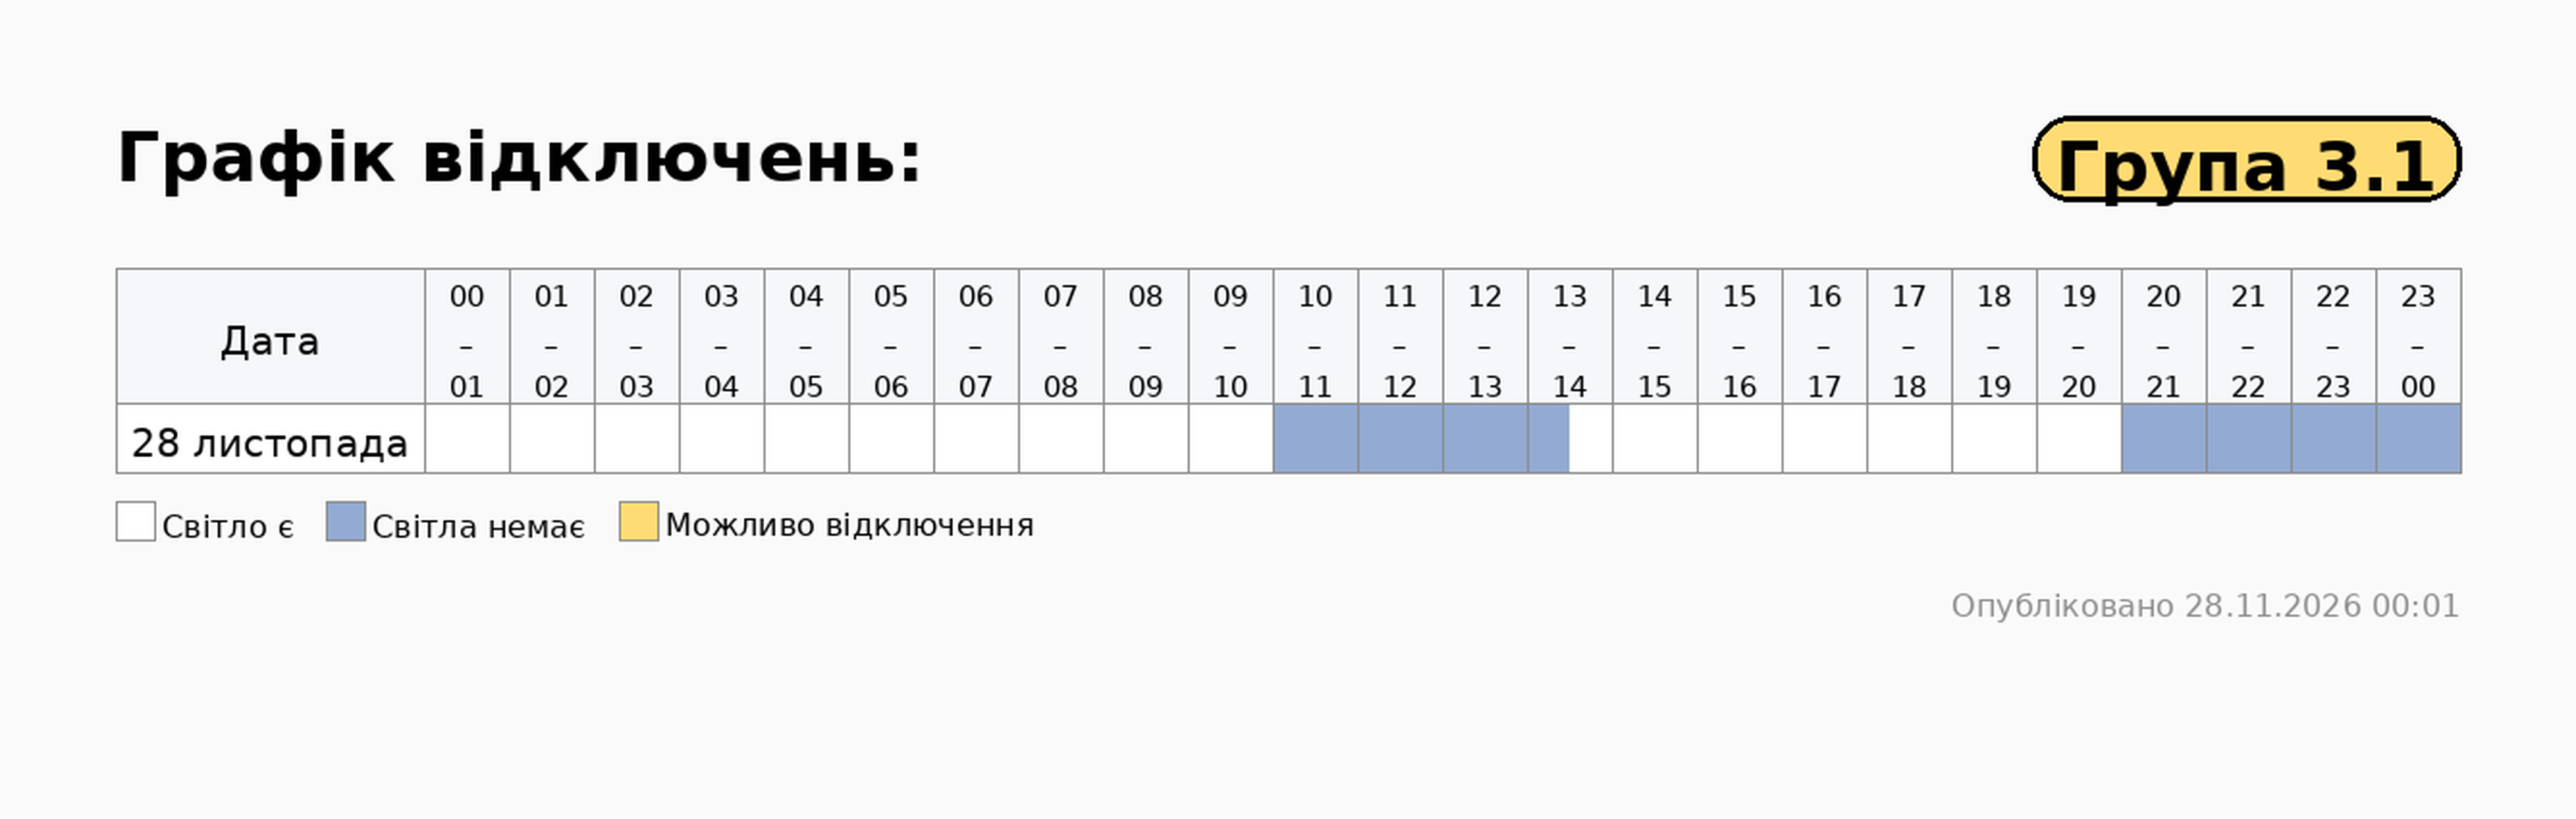 Графік відключень:
Група 3.1
Дата
00 – 01
01 – 02
02 – 03
03 – 04
04 – 05
05 – 06
06 – 07
07 – 08
08 – 09
09 – 10
10 – 11
11 – 12
12 – 13
13 – 14
14 – 15
15 – 16
16 – 17
17 – 18
18 – 19
19 – 20
20 – 21
21 – 22
22 – 23
23 – 00
28 листопада
Світло є
Світла немає
Можливо відключення
Опубліковано 28.11.2026 00:01